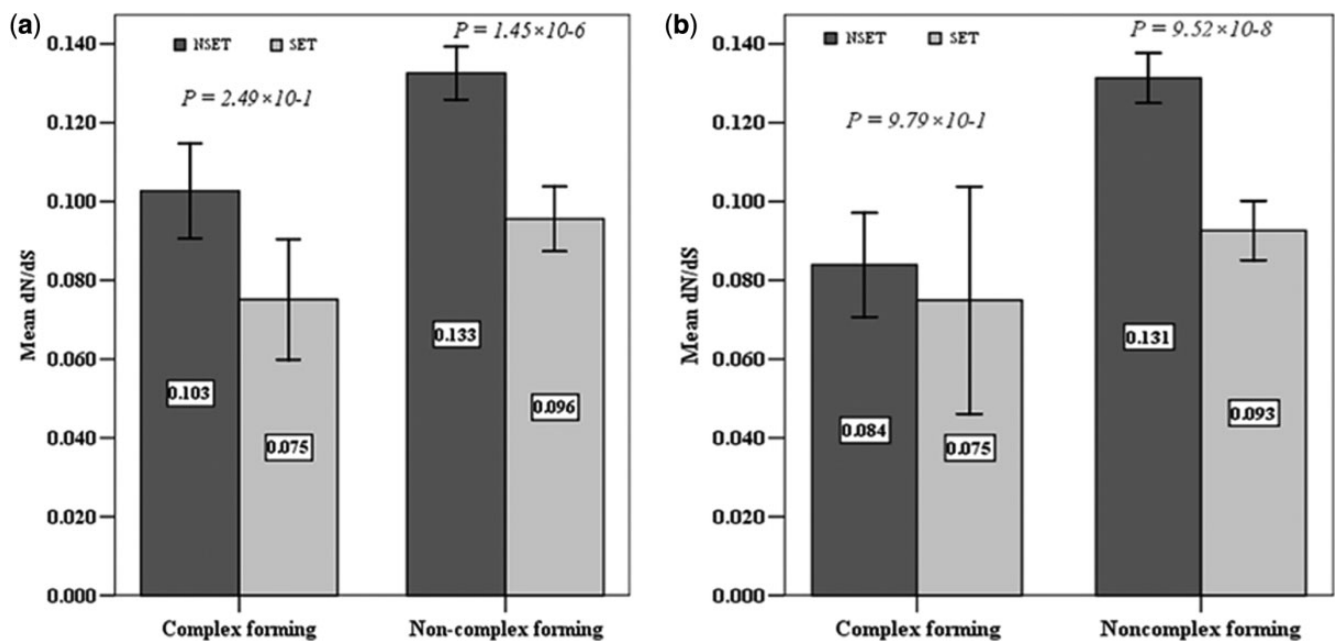 (a)
Mean dN/dS
0.140
0.120
0.100
0.080
0.060
0.040
0.020
0.000
NSET SET
P = 2.49×10-1
P = 1.45×10-6
0.103
0.075
0.133
0.096
Complex forming Non-complex forming
(b)
Mean dN/dS
0.140
0.120
0.100
0.080
0.060
0.040
0.020
0.000
NSET SET
P = 9.79×10-1
P = 9.52×10-8
0.084
0.075
0.131
0.093
Complex forming Noncomplex forming